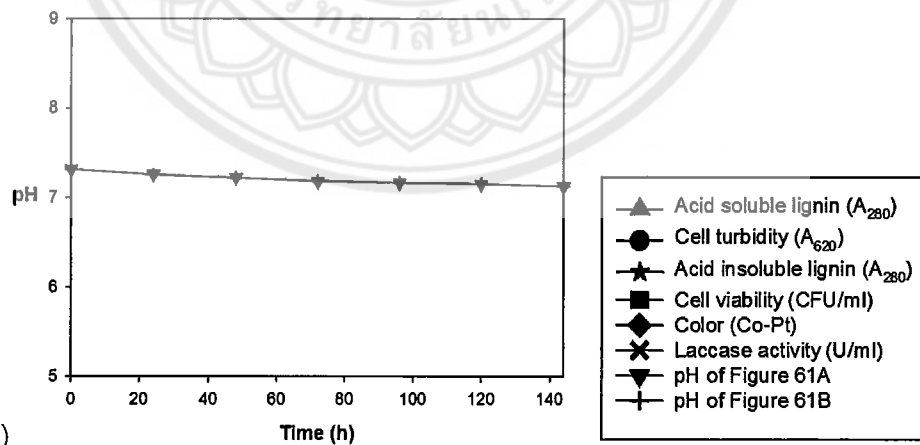 9
8
7
6
5
pH
0 20 40 60 80 100 120 140
Time (h)
)
Acid soluble lignin (A280)
Cell turbidity (A620)
Acid insoluble lignin (A280)
Cell viability (CFU/ml)
Color (Co-Pt)
Laccase activity (U/ml)
pH of Figure 61A
pH of Figure 61B